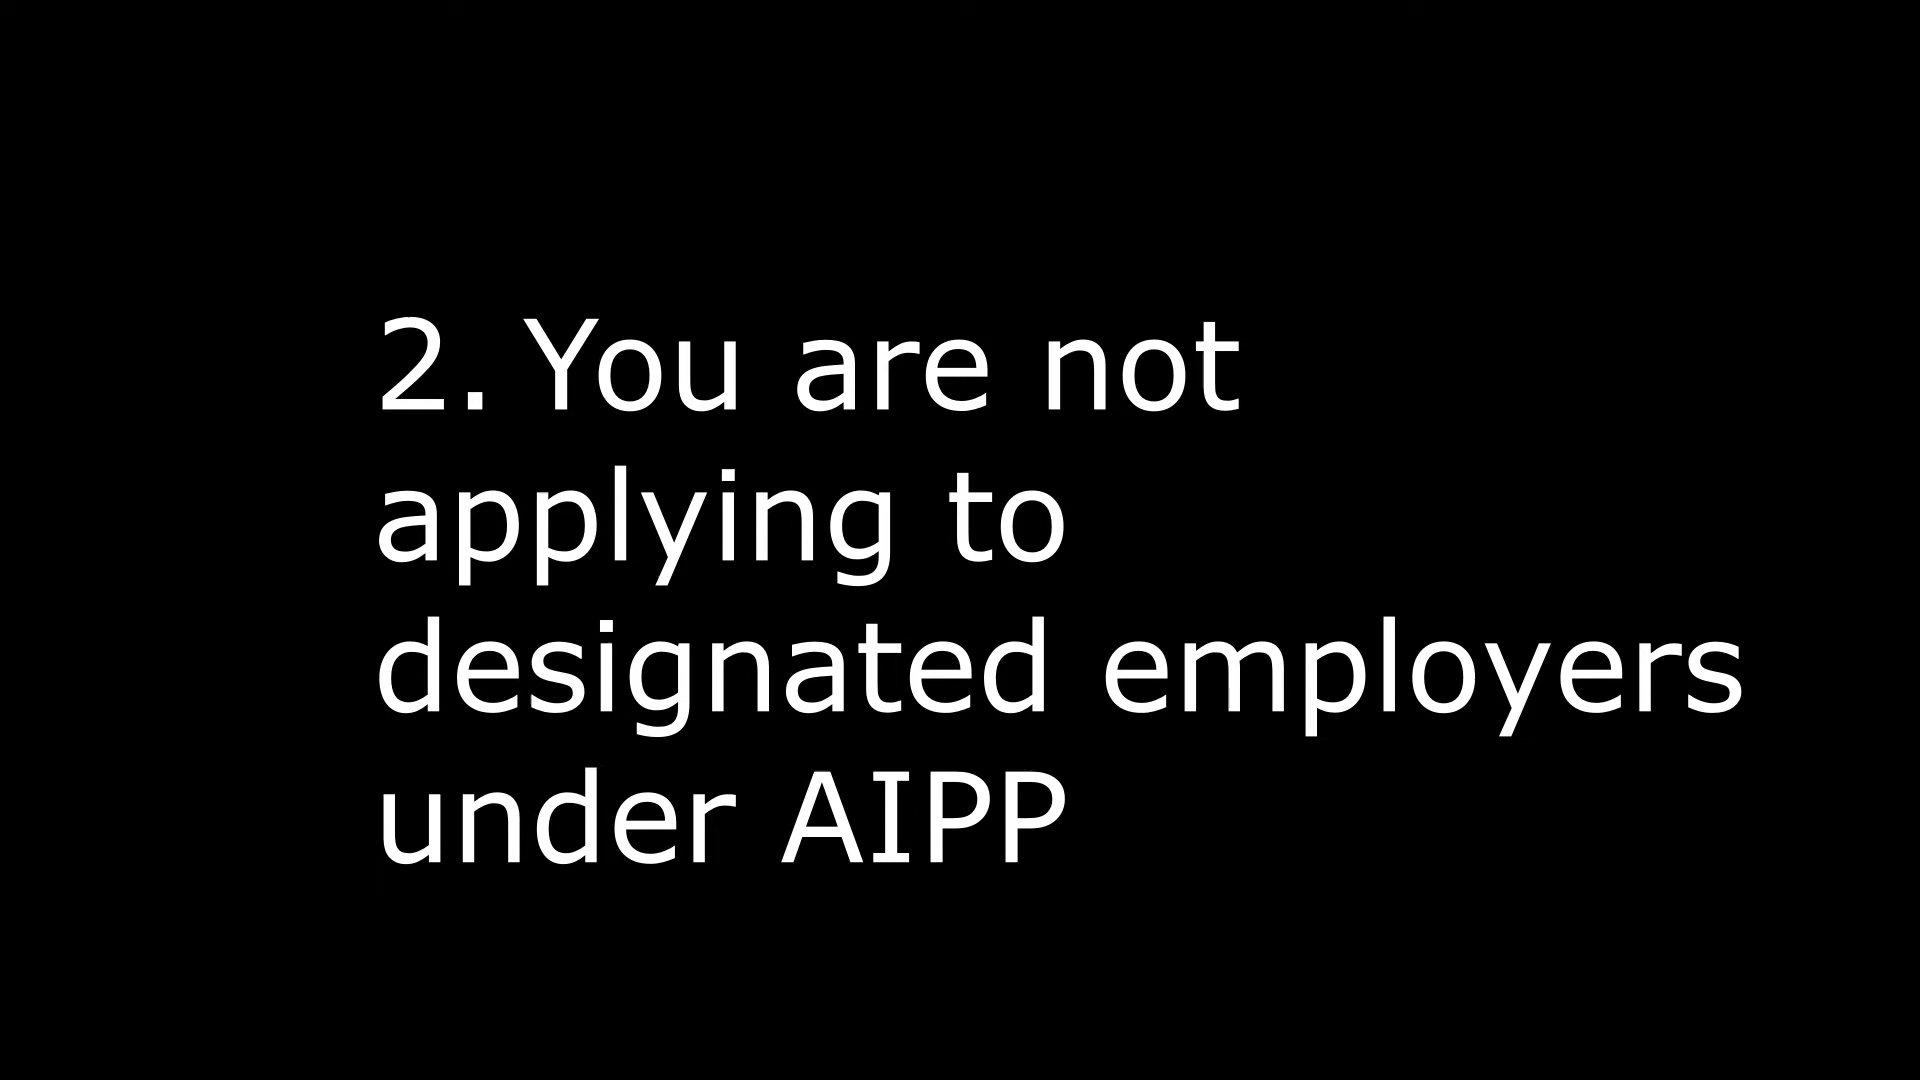 2. You are not
applying to
designated employers
under AIPP